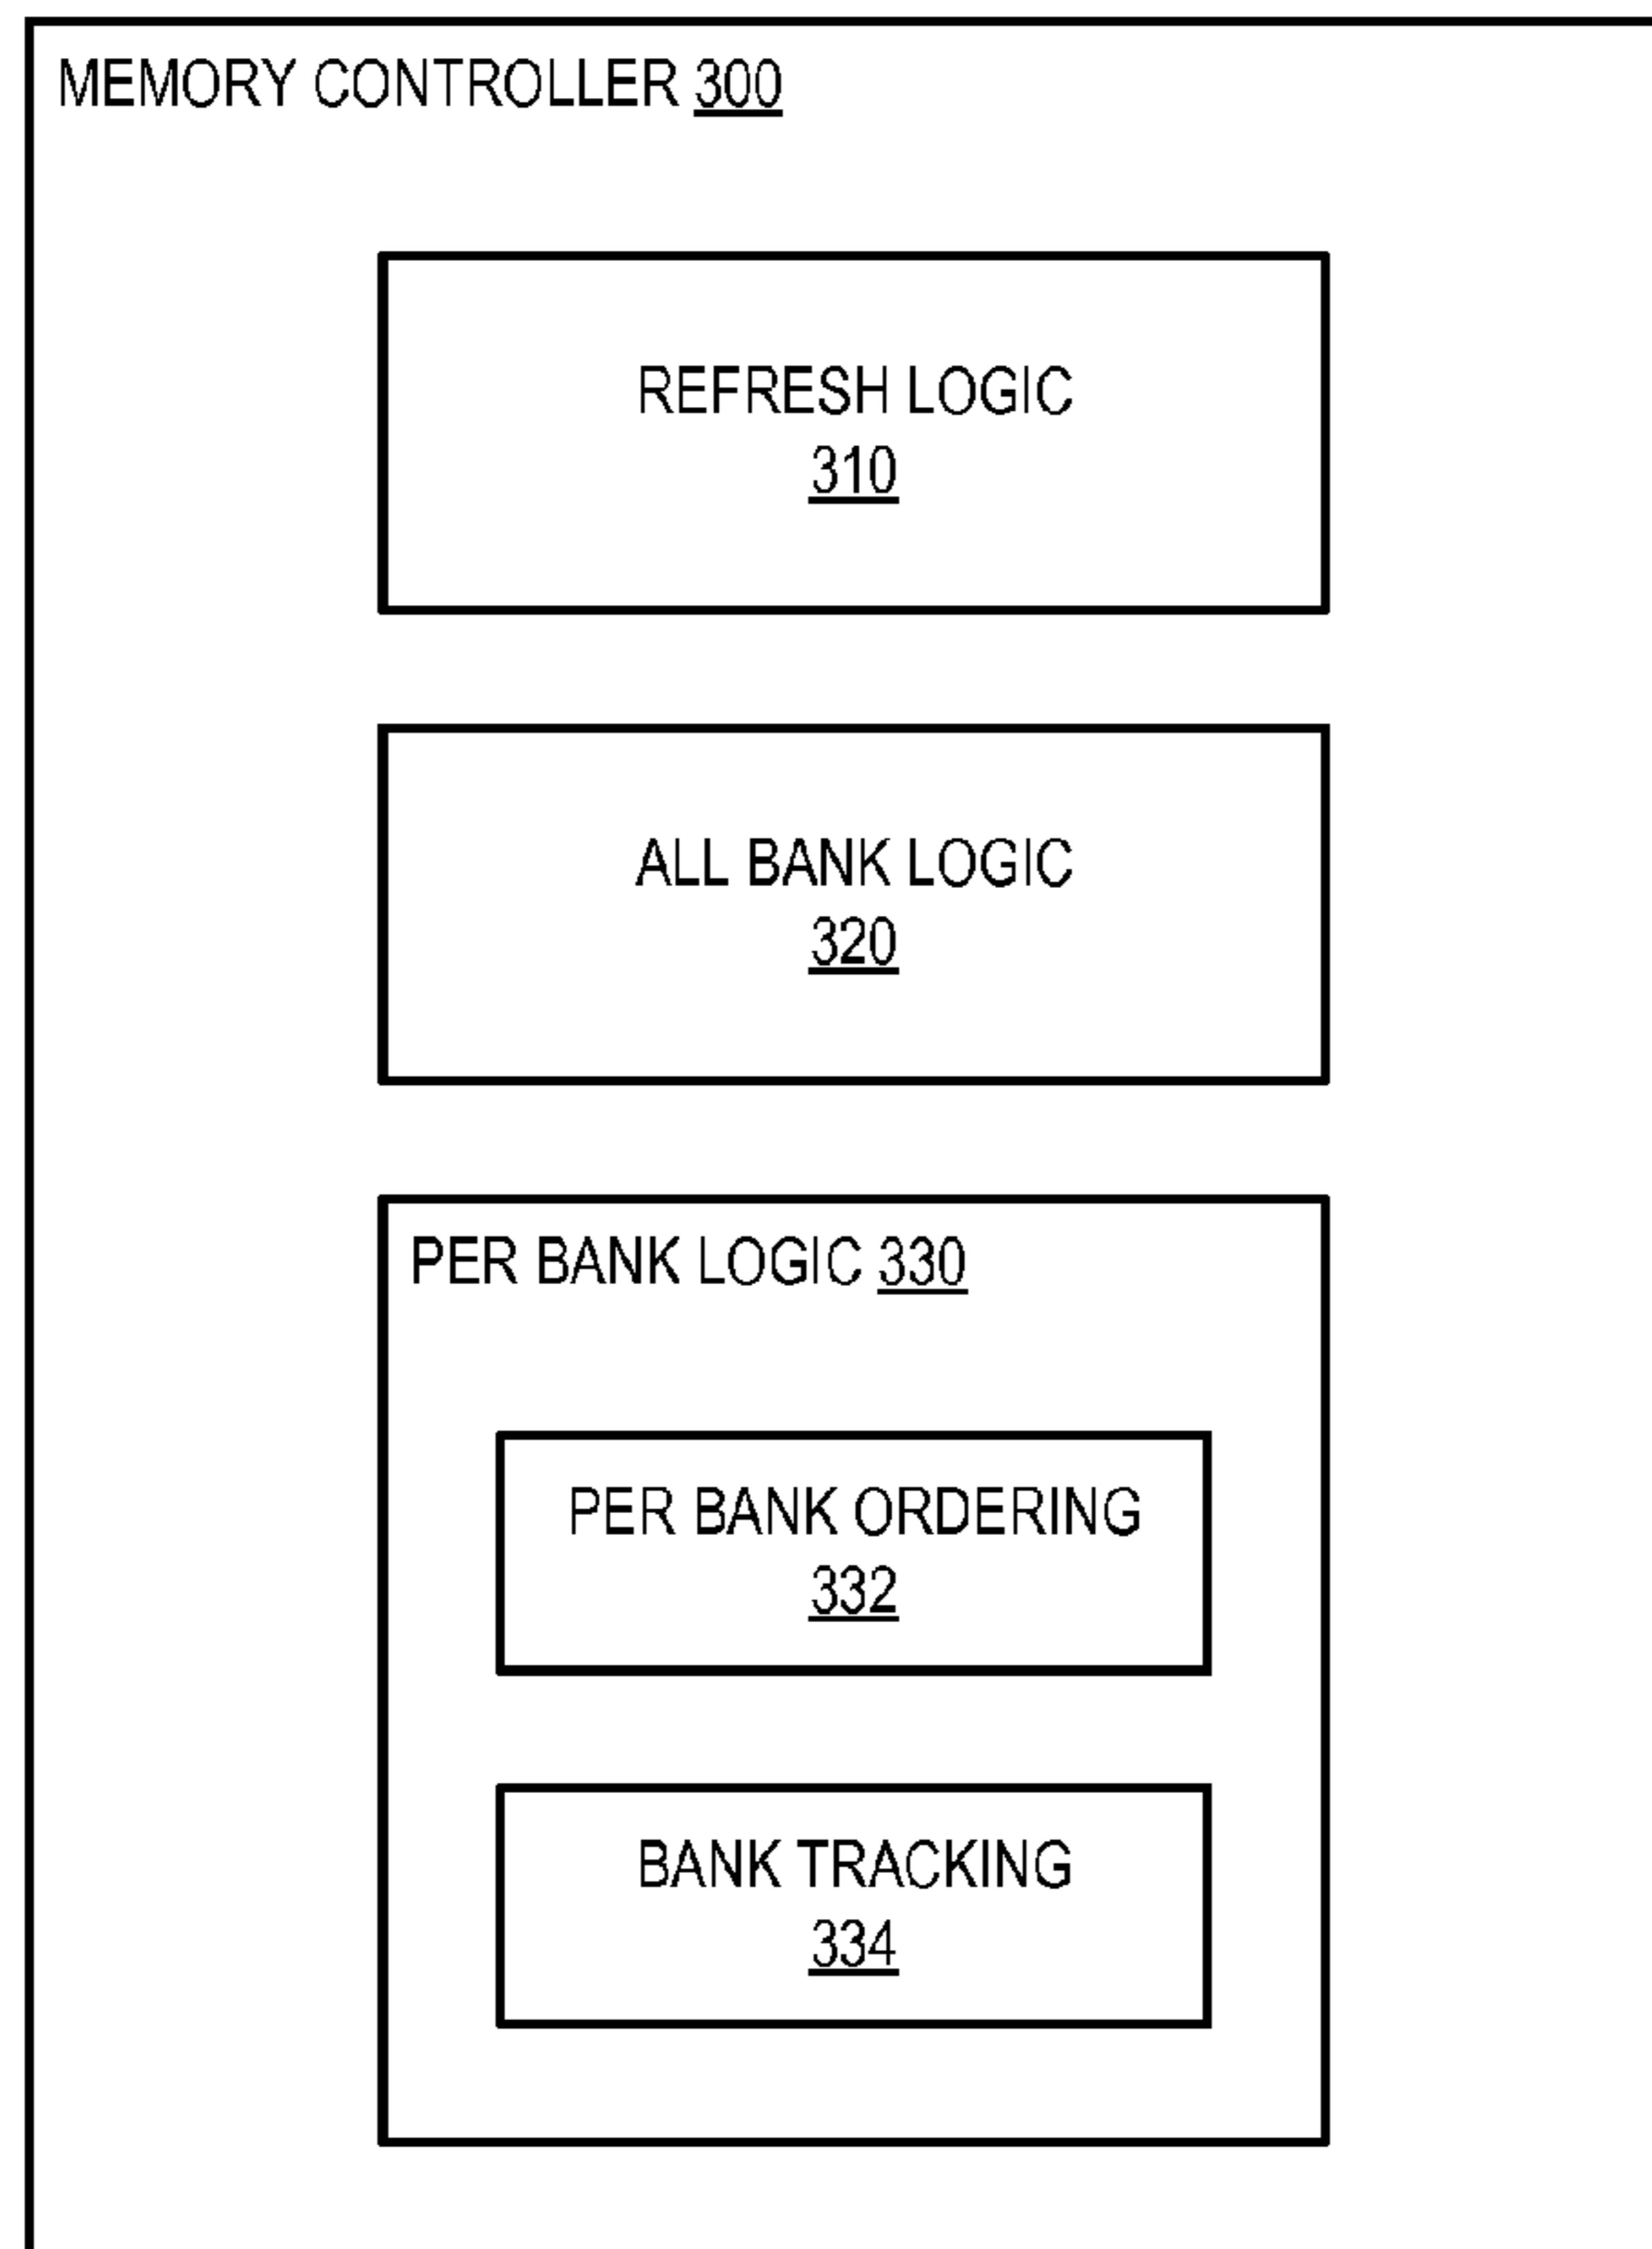 MEMORY CONTROLLER 300
REFRESH LOGIC
310
ALL BANK LOGIC
320
PER BANK LOGIC 330
PER BANK ORDERING
332
BANK TRACKING
334